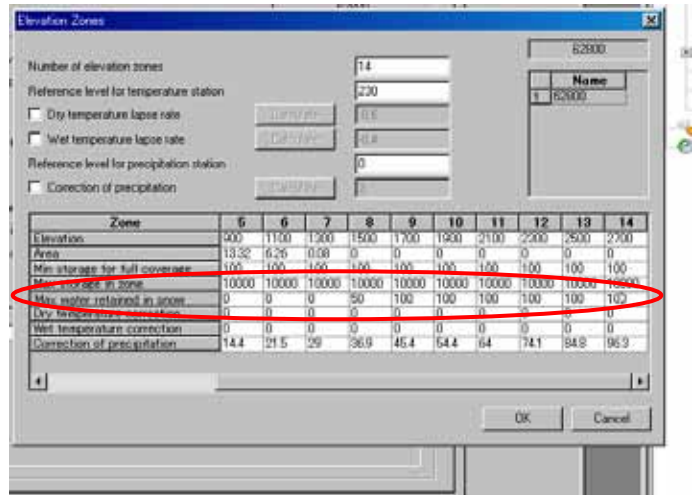 Elevation Zones
62800
Number of elevation zones 14
Name
Reference level for temperature station 230
1 62800
Dry temperature lapse rate Calculate -0.6
Wet temperature lapse rate Calculate -0.4
Reference level for precipitation station 0
Correction of precipitation Calculate
Zone 5 6 7 8 9 10 11 12 13 14
Elevation 900 1100 1300 1500 1700 1900 2100 2300 2500 2700
Area 13.32 6.26 0.08 0 0 0 0 0 0 0
Min storage for full coverage 100 100 100 100 100 100 100 100 100 100
Max storage in zone 10000 10000 10000 10000 10000 10000 10000 10000 10000 10000
Max water retained in snow 0 0 0 50 100 100 100 100 100 100
Dry temperature correction 0 0 0 0 0 0 0 0 0 0
Wet temperature correction 0 0 0 0 0 0 0 0 0 0
Correction of precipitation 14.4 21.5 29 36.9 45.4 54.4 64 74.1 84.8 96.3
OK Cancel